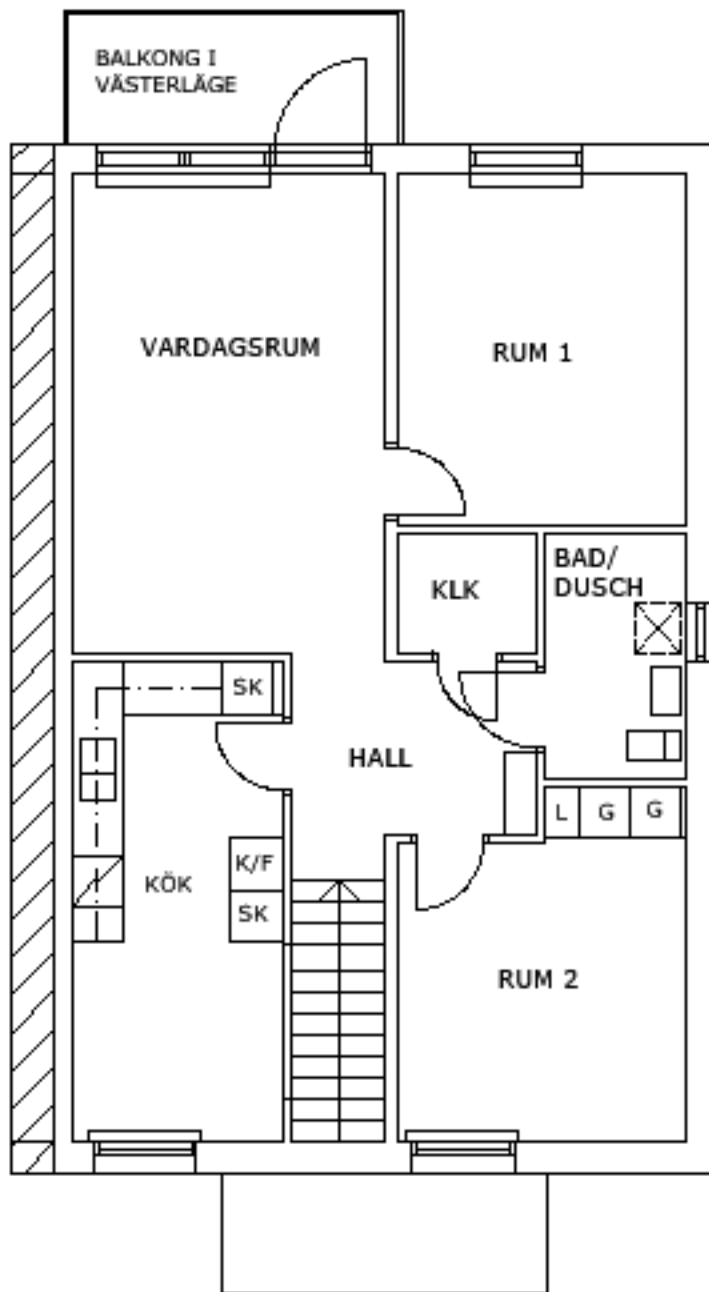 BALKONG I
VÄSTERLÄGE
VARDAGSRUM
RUM 1
KLK
BAD/
DUSCH
SK
HALL
L G G
K/F
KÖK
SK
RUM 2